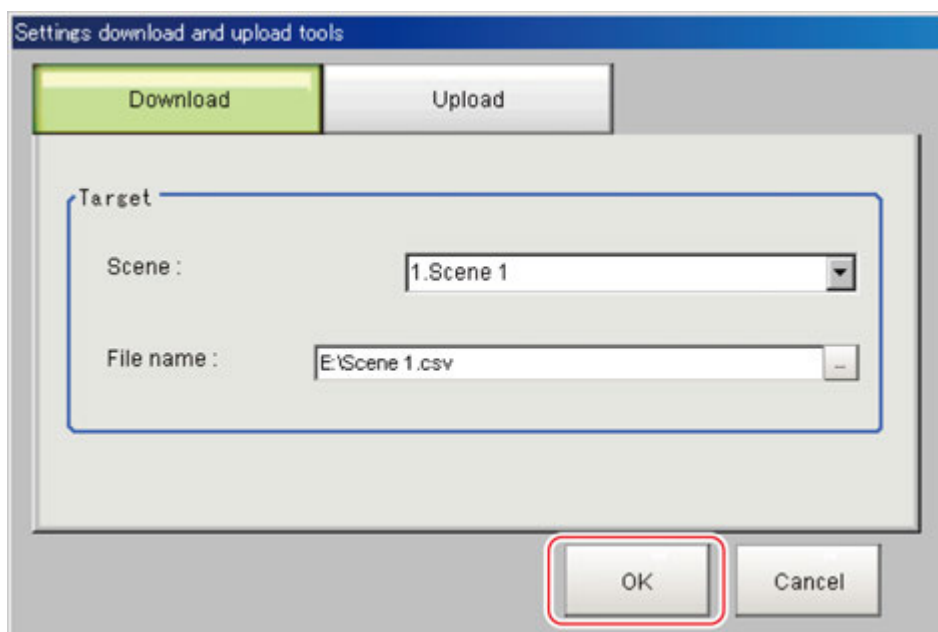 Settings download and upload tools
Download Upload
Target
Scene : 1.Scene 1
File name : E:\Scene 1.csv ...
OK Cancel